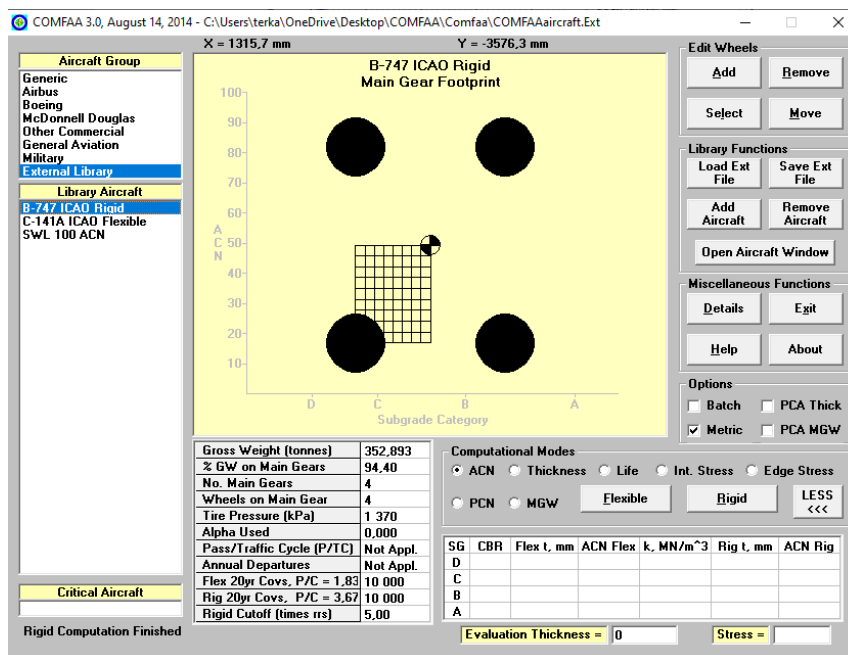 COMFAA 3.0, August 14, 2014 - C:\Users\terka\OneDrive\Desktop\COMFAA\Comfaa\COMFAAaircraft.Ext
X = 1315,7 mm
Y = -3576,3 mm
Aircraft Group
Generic
Airbus
Boeing
McDonnell Douglas
Other Commercial
General Aviation
Military
External Library
Library Aircraft
B-747 ICAO Rigid
C-141A ICAO Flexible
SWL 100 ACN
Critical Aircraft
Rigid Computation Finished
B-747 ICAO Rigid
Main Gear Footprint
100
90
80
70
60
50
40
30
20
10
A
C
N
D C B A
Subgrade Category
Gross Weight (tonnes) 352,893
% GW on Main Gears 94,40
No. Main Gears 4
Wheels on Main Gear 4
Tire Pressure (kPa) 1 370
Alpha Used 0,000
Pass/Traffic Cycle (P/TC) Not Appl.
Annual Departures Not Appl.
Flex 20yr Covs, P/C = 1,83 10 000
Rig 20yr Covs, P/C = 3,67 10 000
Rigid Cutoff (times rrs) 5,00
Edit Wheels
Add Remove
Select Move
Library Functions
Load Ext File Save Ext File
Add Aircraft Remove Aircraft
Open Aircraft Window
Miscellaneous Functions
Details Exit
Help About
Options
Batch PCA Thick
Metric PCA MGW
Computational Modes
ACN Thickness Life Int. Stress Edge Stress
PCN MGW Flexible Rigid LESS <<<
SG CBR Flex t, mm ACN Flex k, MN/m^3 Rig t, mm ACN Rig
D
C
B
A
Evaluation Thickness = 0 Stress =